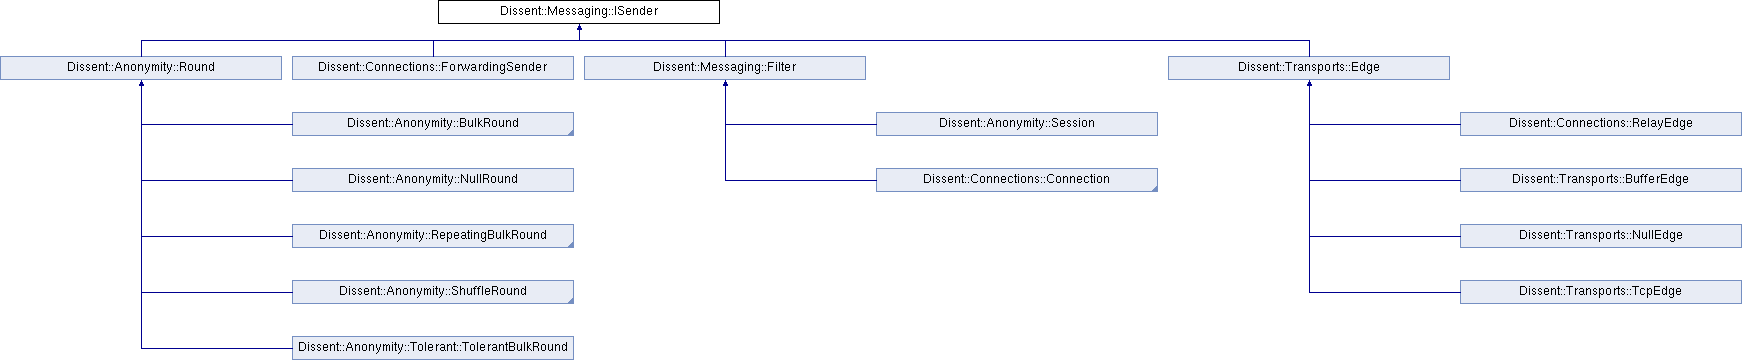 Dissent::Messaging::ISender
Dissent::Anonymity::Round
Dissent::Connections::ForwardingSender
Dissent::Messaging::Filter
Dissent::Transports::Edge
Dissent::Anonymity::BulkRound
Dissent::Anonymity::Session
Dissent::Connections::RelayEdge
Dissent::Anonymity::NullRound
Dissent::Connections::Connection
Dissent::Transports::BufferEdge
Dissent::Anonymity::RepeatingBulkRound
Dissent::Transports::NullEdge
Dissent::Anonymity::ShuffleRound
Dissent::Transports::TcpEdge
Dissent::Anonymity::Tolerant::TolerantBulkRound